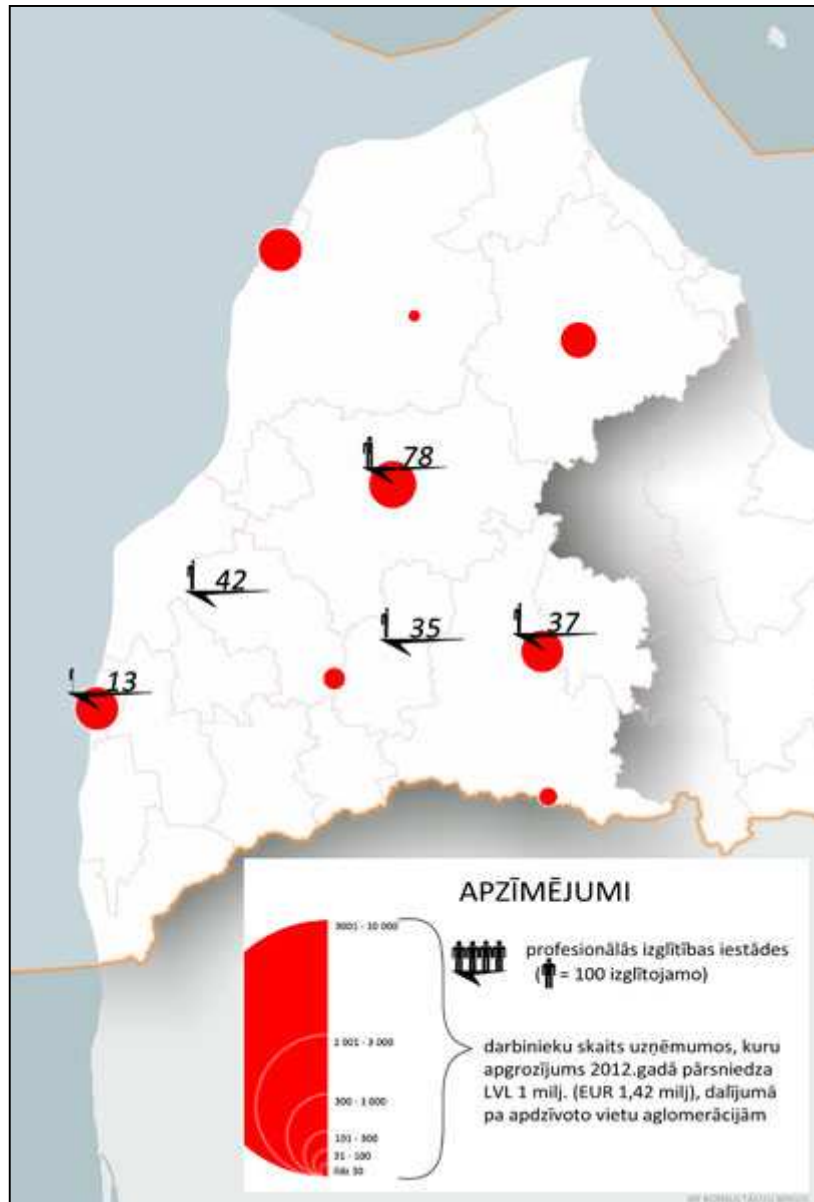 78
42
35
37
13
APZĪMĒJUMI
3001 - 10 000
1 001 - 3 000
300 - 1 000
101 - 300
31 - 100
līdz 30
profesionālās izglītības iestādes
(= 100 izglītojamo)
darbinieku skaits uzņēmumos, kuru
apgrozījums 2012.gadā pārsniedza
LVL 1 milj. (EUR 1,42 milj), dalījumā
pa apdzīvoto vietu aglomerācijām